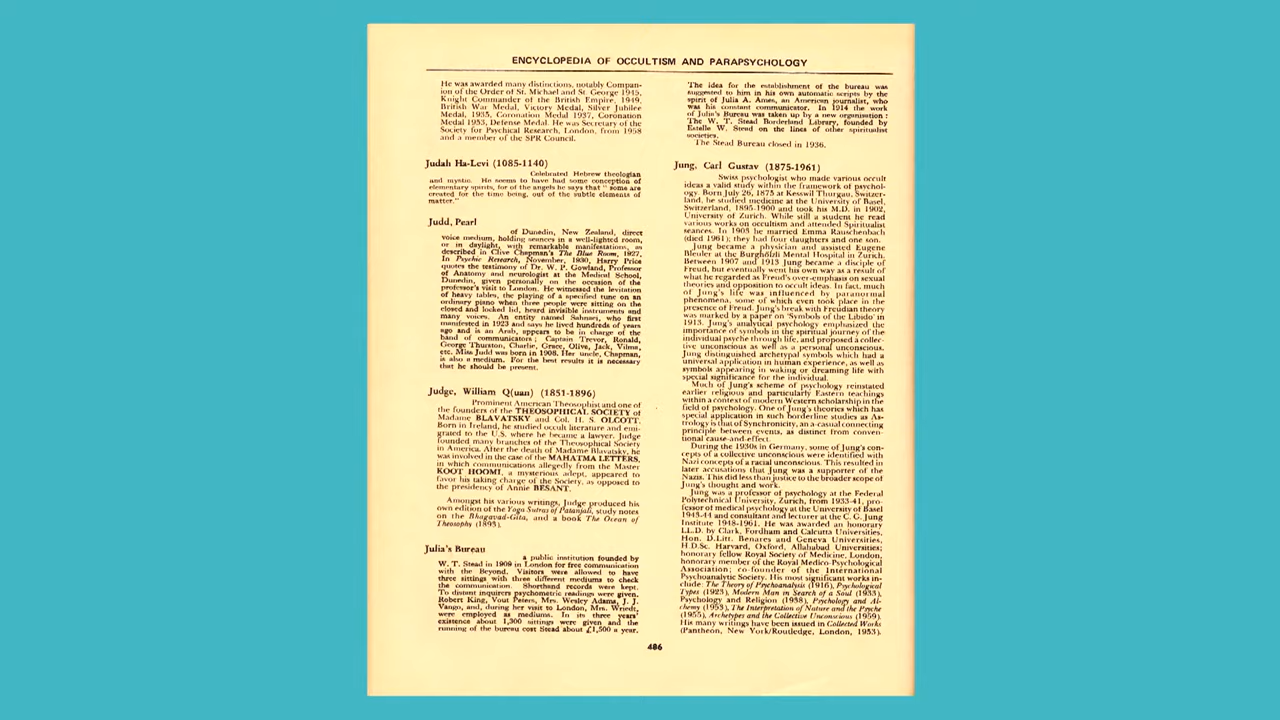 ENCYCLOPEDIA OF OCCULTISM AND PARAPSYCHOLOGY
He was awarded many distinctions, notably Compan-
ion of the Order of St. Michael and St. George 1945,
Knight Commander of the British Empire, 1949,
British War Medal, Victory Medal, Silver Jubilee
Medal, 1935, Coronation Medal 1937, Coronation
Medal 1953, Defense Medal. He was Secretary of the
Society for Psychical Research, London, from 1958
and a member of the SPR Council.
Judah Ha-Levi (1085-1140)
Celebrated Hebrew theologian
and mystic. He seems to have had some conception of
elementary spirits, for of the angels he says that " some are
created for the time being, out of the subtle elements of
matter."
Judd, Pearl
of Dunedin, New Zealand, direct
voice medium, holding seances in a well-lighted room,
or in daylight, with remarkable manifestations, as
described in Clive Chapman's The Blue Room, 1927.
In Psychic Research, November, 1930, Harry Price
quotes the testimony of Dr. W. P. Gowland, Professor
of Anatomy and neurologist at the Medical School,
Dunedin, given personally on the occasion of the
professor's visit to London. He witnessed the levitation
of heavy tables, the playing of a specified tune on an
ordinary piano when three people were sitting on the
closed and locked lid, heard invisible instruments and
many voices. An entity named Sahnaei, who first
manifested in 1923 and says he lived hundreds of years
ago and is an Arab, appears to be in charge of the
band of communicators ; Captain Trevor, Ronald,
George Thurston, Charlie, Grace, Olive, Jack, Vilma,
etc. Miss Judd was born in 1908. Her uncle, Chapman,
is also a medium. For the best results it is necessary
that he should be present.
Judge, William Q(uan) (1851-1896)
Prominent American Theosophist and one of
the founders of the THEOSOPHICAL SOCIETY of
Madame BLAVATSKY and Col. H. S. OLCOTT.
Born in Ireland, he studied occult literature and emi-
grated to the U.S. where he became a lawyer. Judge
founded many branches of the Theosophical Society
in America. After the death of Madame Blavatsky, he
was involved in the case of the MAHATMA LETTERS,
in which communications allegedly from the Master
KOOT HOOMI, a mysterious adept, appeared to
favor his taking charge of the Society, as opposed to
the presidency of Annie BESANT.
Amongst his various writings, Judge produced his
own edition of the Yoga Sutras of Patanjali, study notes
on the Bhagavad-Gita, and a book The Ocean of
Theosophy (1893).
Julia's Bureau
a public institution founded by
W. T. Stead in 1909 in London for free communication
with the Beyond. Visitors were allowed to have
three sittings with three different mediums to check
the communication. Shorthand records were kept.
To distant inquirers psychometric readings were given.
Robert King, Vout Peters, Mrs. Wesley Adams, J. J.
Vango, and, during her visit to London, Mrs. Wriedt,
were employed as mediums. In its three years'
existence about 1,300 sittings were given and the
running of the bureau cost Stead about £1,500 a year.
The idea for the establishment of the bureau was
suggested to him in his own automatic scripts by the
spirit of Julia A. Ames, an American journalist, who
was his constant communicator. In 1914 the work
of Julia's Bureau was taken up by a new organisation :
The W. T. Stead Borderland Library, founded by
Estelle W. Stead on the lines of other spiritualist
societies.
The Stead Bureau closed in 1936.
Jung, Carl Gustav (1875-1961)
Swiss psychologist who made various occult
ideas a valid study within the framework of psychol-
ogy. Born July 26, 1875 at Kesswil Thurgau, Switzer-
land, he studied medicine at the University of Basel,
Switzerland, 1895-1900 and took his M.D. in 1902,
University of Zurich. While still a student he read
various works on occultism and attended Spiritualist
seances. In 1903 he married Emma Rauschenbach
(died 1961); they had four daughters and one son.
Jung became a physician and assisted Eugene
Bleuler at the Burghölzli Mental Hospital in Zurich.
Between 1907 and 1913 Jung became a disciple of
Freud, but eventually went his own way as a result of
what he regarded as Freud's over-emphasis on sexual
theories and opposition to occult ideas. In fact, much
of Jung's life was influenced by paranormal
phenomena, some of which even took place in the
presence of Freud. Jung's break with Freudian theory
was marked by a paper on 'Symbols of the Libido' in
1913. Jung's analytical psychology emphasized the
importance of symbols in the spiritual journey of the
individual psyche through life, and proposed a collec-
tive unconscious as well as a personal unconscious.
Jung distinguished archetypal symbols which had a
universal application in human experience, as well as
symbols appearing in waking or dreaming life with
special significance for the individual.
Much of Jung's scheme of psychology reinstated
earlier religious and particularly Eastern teachings
within a context of modern Western scholarship in the
field of psychology. One of Jung's theories which has
special application in such borderline studies as As-
trology is that of Synchronicity, an a-casual connecting
principle between events, as distinct from conven-
tional cause-and-effect.
During the 1930s in Germany, some of Jung's con-
cepts of a collective unconscious were identified with
Nazi concepts of a racial unconscious. This resulted in
later accusations that Jung was a supporter of the
Nazis. This did less than justice to the broader scope of
Jung's thought and work.
Jung was a professor of psychology at the Federal
Polytechnical University, Zurich, from 1933-41, pro-
fessor of medical psychology at the University of Basel
1943-44 and consultant and lecturer at the C. G. Jung
Institute 1948-1961. He was awarded an honorary
LL.D. by Clark, Fordham and Calcutta Universities,
Hon. D.Litt. Benares and Geneva Universities,
H.D.Sc. Harvard, Oxford, Allahabad Universities;
honorary fellow Royal Society of Medicine, London,
honorary member of the Royal Medico-Psychological
Association; co-founder of the International
Psychoanalytic Society. His most significant works in-
clude: The Theory of Psychoanalysis (1916), Psychological
Types (1923), Modern Man in Search of a Soul (1933),
Psychology and Religion (1938), Psychology and Al-
chemy (1953), The Interpretation of Nature and the Psyche
(1955), Archetypes and the Collective Unconscious (1959).
His many writings have been issued in Collected Works
(Pantheon, New York/Routledge, London, 1953).
486